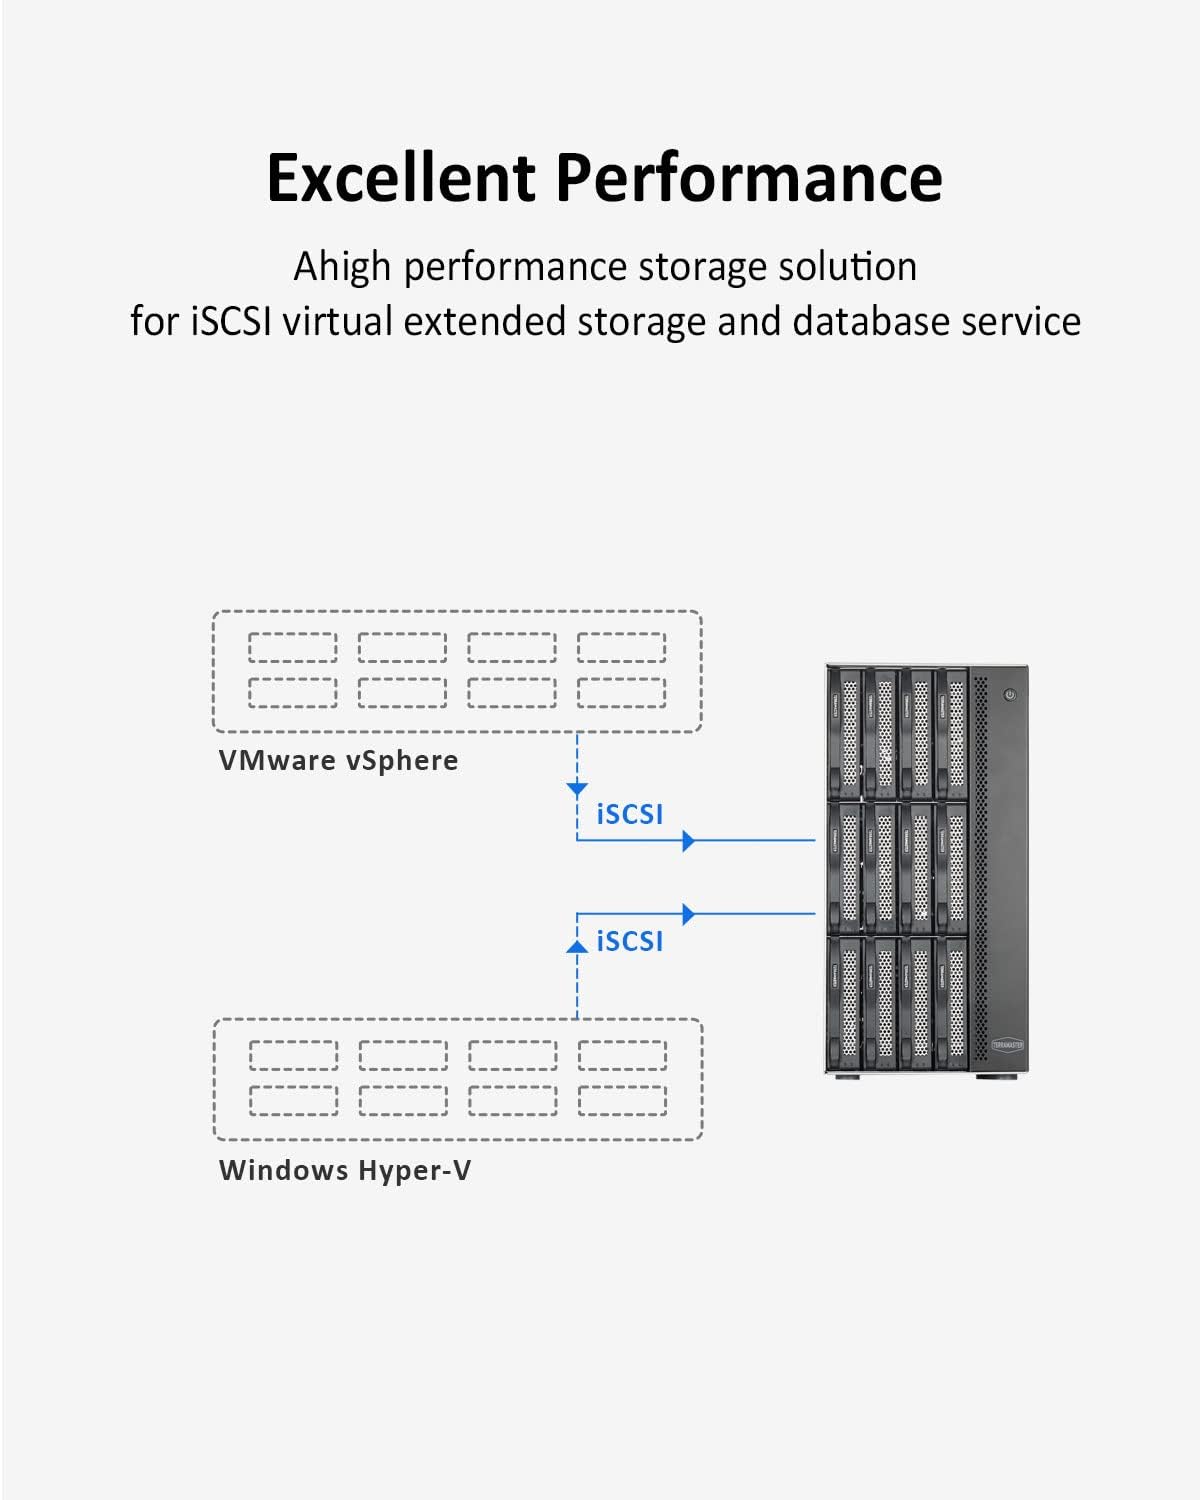 Excellent Performance
Ahigh performance storage solution
for iSCSI virtual extended storage and database service
VMware vSphere
iSCSI
iSCSI
Windows Hyper-V
TERRAMASTER